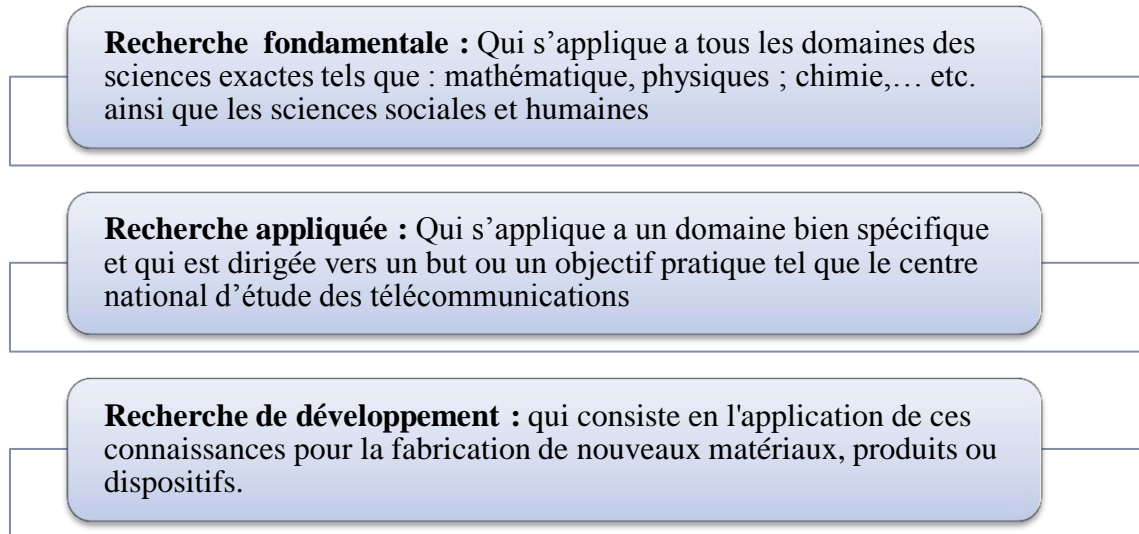 Recherche fondamentale : Qui s’applique a tous les domaines des
sciences exactes tels que : mathématique, physiques ; chimie,… etc.
ainsi que les sciences sociales et humaines
Recherche appliquée : Qui s’applique a un domaine bien spécifique
et qui est dirigée vers un but ou un objectif pratique tel que le centre
national d’étude des télécommunications
Recherche de développement : qui consiste en l'application de ces
connaissances pour la fabrication de nouveaux matériaux, produits ou
dispositifs.